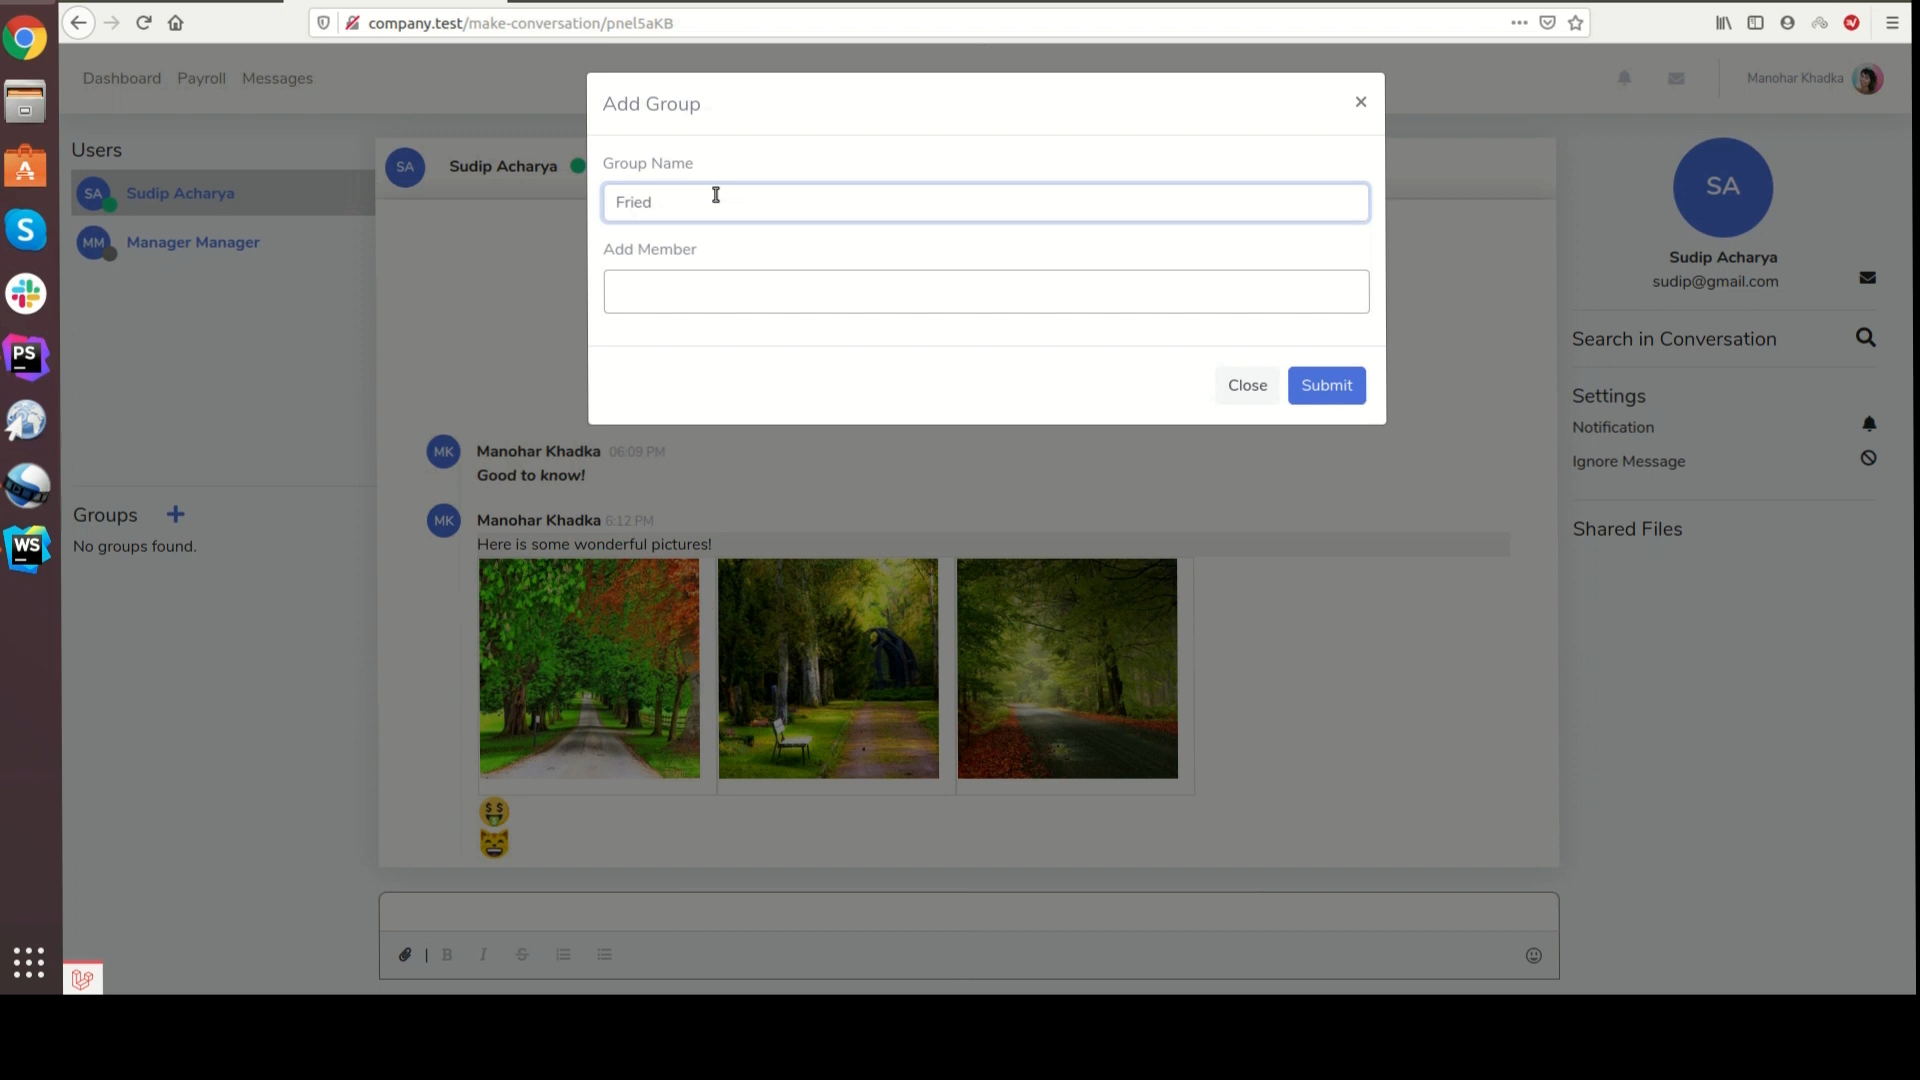 company.test/make-conversation/pnel5aKB
Dashboard Payroll Messages
Manohar Khadka
Add Group
×
Group Name
Fried
Add Member
Close Submit
Users
SA Sudip Acharya
MM Manager Manager
Groups +
No groups found.
SA Sudip Acharya
MK Manohar Khadka 06:09 PM
Good to know!
MK Manohar Khadka 6:12 PM
Here is some wonderful pictures!
B I S
SA
Sudip Acharya
sudip@gmail.com
Search in Conversation
Settings
Notification
Ignore Message
Shared Files
S
PS
WS